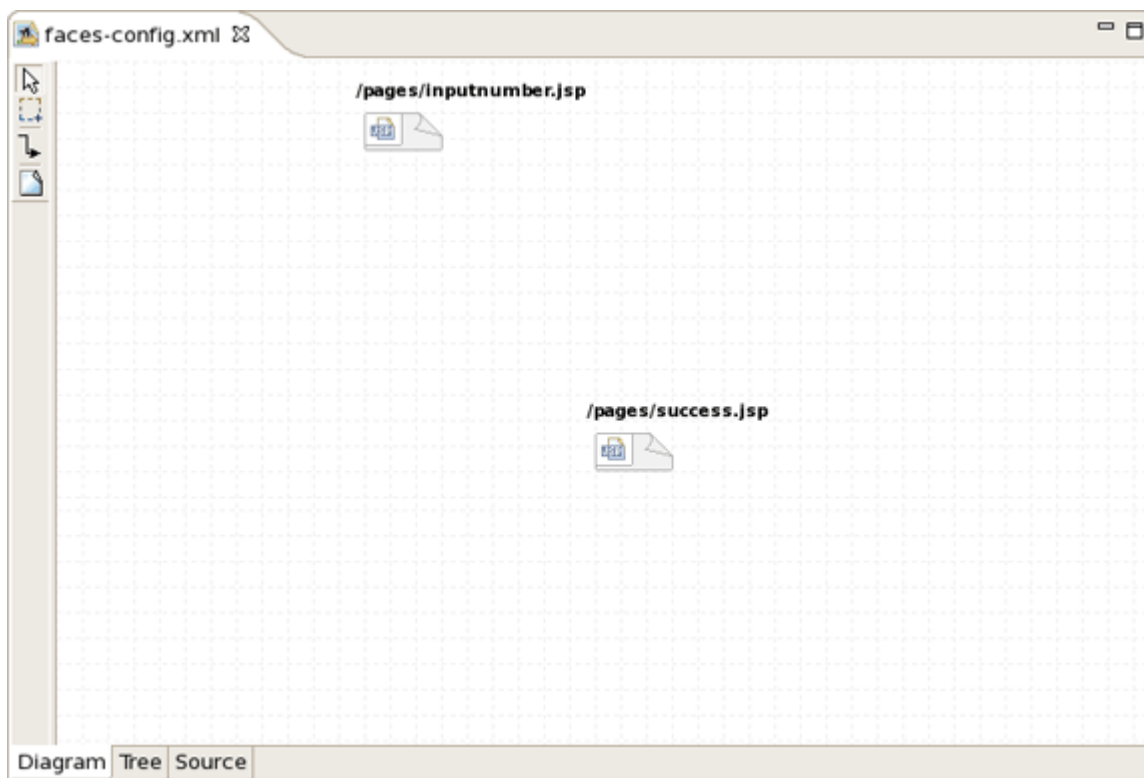 faces-config.xml
/pages/inputnumber.jsp
/pages/success.jsp
Diagram Tree Source